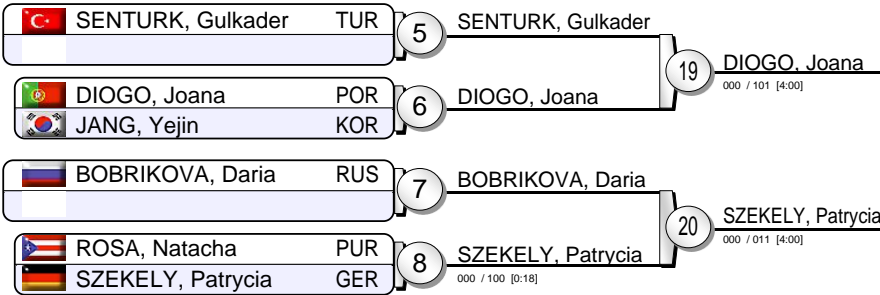 SENTURK, Gulkader TUR
5
SENTURK, Gulkader
19
DIOGO, Joana
000 / 101 [4:00]
DIOGO, Joana POR
JANG, Yejin KOR
6
DIOGO, Joana
BOBRIKOVA, Daria RUS
7
BOBRIKOVA, Daria
20
SZEKELY, Patrycia
000 / 011 [4:00]
ROSA, Natacha PUR
SZEKELY, Patrycia GER
8
SZEKELY, Patrycia
000 / 100 [0:18]